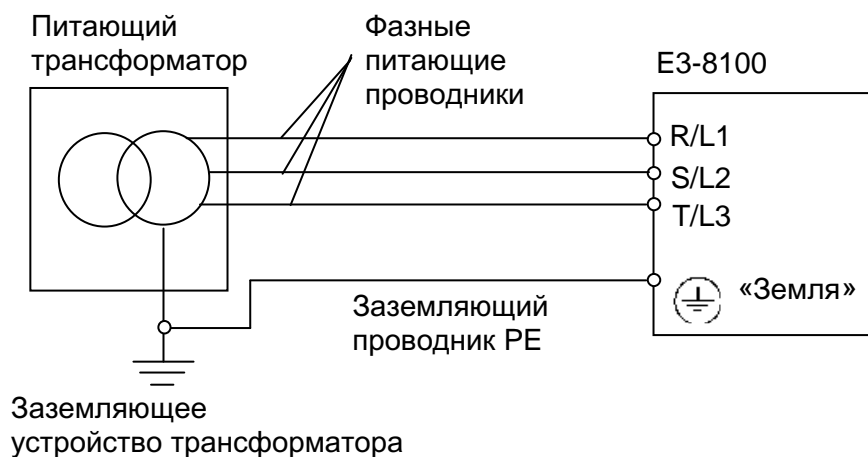 Питающий
трансформатор
Фазные
питающие
проводники
E3-8100
R/L1
S/L2
T/L3
«Земля»
Заземляющий
проводник PE
Заземляющее
устройство трансформатора